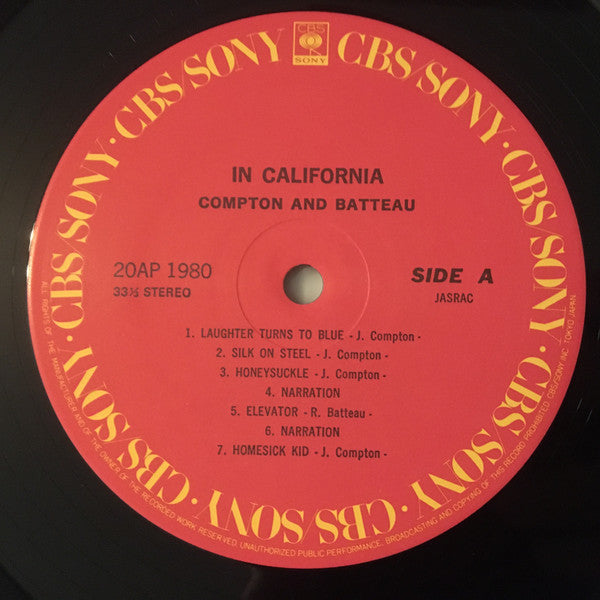 CBS/SONY · CBS/SONY · CBS/SONY · CBS/SONY · CBS/SONY · CBS/SONY · CBS/SONY · CBS/SONY
CBS
SONY
IN CALIFORNIA
COMPTON AND BATTEAU
20AP 1980
33⅓ STEREO
SIDE A
JASRAC
1. LAUGHTER TURNS TO BLUE - J. Compton -
2. SILK ON STEEL - J. Compton -
3. HONEYSUCKLE - J. Compton -
4. NARRATION
5. ELEVATOR - R. Batteau -
6. NARRATION
7. HOMESICK KID - J. Compton -
ALL RIGHTS OF THE MANUFACTURER AND OF THE OWNER OF THE RECORDED WORK RESERVED. UNAUTHORIZED PUBLIC PERFORMANCE, BROADCASTING AND COPYING OF THIS RECORD PROHIBITED CBS/SONY INC. TOKYO JAPAN